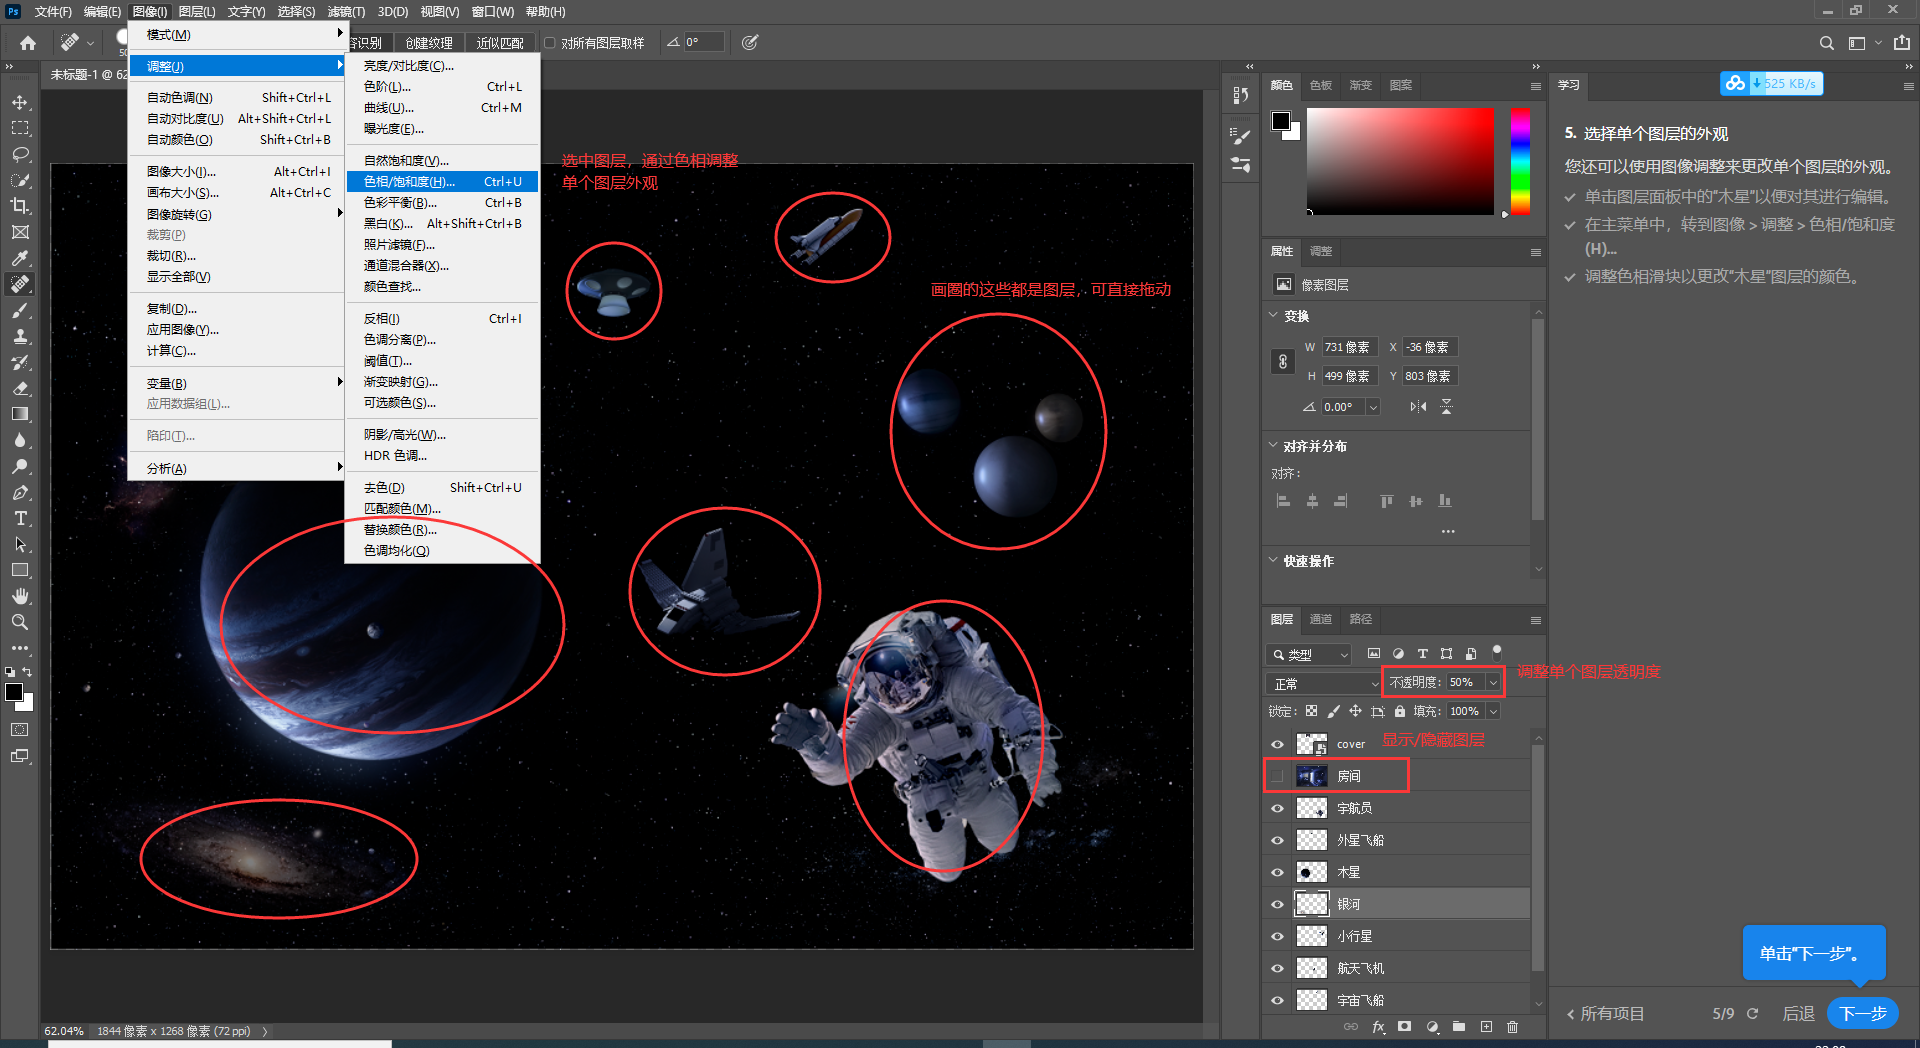 Ps 文件(F) 编辑(E) 图像(I) 图层(L) 文字(Y) 选择(S) 滤镜(T) 3D(D) 视图(V) 窗口(W) 帮助(H)
容识别 创建纹理 近似匹配 对所有图层取样 0°
未标题-1 @ 62
模式(M)
调整(J)
自动色调(N) Shift+Ctrl+L
自动对比度(U) Alt+Shift+Ctrl+L
自动颜色(O) Shift+Ctrl+B
图像大小(I)... Alt+Ctrl+I
画布大小(S)... Alt+Ctrl+C
图像旋转(G)
裁剪(P)
裁切(R)...
显示全部(V)
复制(D)...
应用图像(Y)...
计算(C)...
变量(B)
应用数据组(L)...
陷印(T)...
分析(A)
亮度/对比度(C)...
色阶(L)... Ctrl+L
曲线(U)... Ctrl+M
曝光度(E)...
自然饱和度(V)...
色相/饱和度(H)... Ctrl+U
色彩平衡(B)... Ctrl+B
黑白(K)... Alt+Shift+Ctrl+B
照片滤镜(F)...
通道混合器(X)...
颜色查找...
反相(I) Ctrl+I
色调分离(P)...
阈值(T)...
渐变映射(G)...
可选颜色(S)...
阴影/高光(W)...
HDR 色调...
去色(D) Shift+Ctrl+U
匹配颜色(M)...
替换颜色(R)...
色调均化(Q)
选中图层，通过色相调整
单个图层外观
画圈的这些都是图层，可直接拖动
62.04% 1844 像素 x 1268 像素 (72 ppi)
颜色 色板 渐变 图案
属性 调整
像素图层
变换
W 731 像素 X -36 像素
H 499 像素 Y 803 像素
0.00°
对齐并分布
对齐：
快速操作
图层 通道 路径
类型
正常 不透明度： 50%
调整单个图层透明度
锁定： 填充： 100%
cover
显示/隐藏图层
房间
宇航员
外星飞船
木星
银河
小行星
航天飞机
宇宙飞船
fx
学习
525 KB/s
5. 选择单个图层的外观
您还可以使用图像调整来更改单个图层的外观。
单击图层面板中的"木星"以便对其进行编辑。
在主菜单中，转到图像 > 调整 > 色相/饱和度
(H)...
调整色相滑块以更改"木星"图层的颜色。
单击"下一步"。
所有项目 5/9 后退 下一步